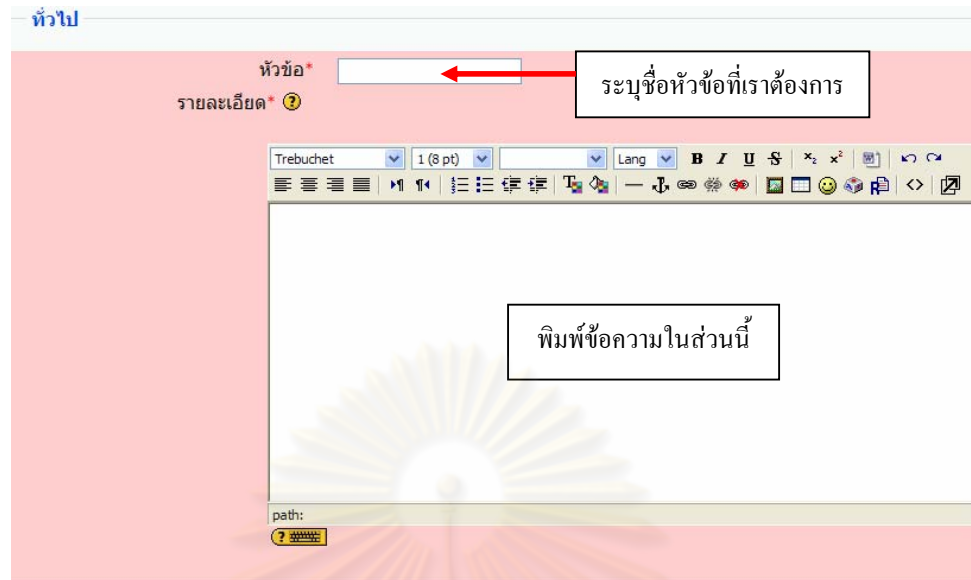 ทั่วไป
หัวข้อ*
ระบุชื่อหัวข้อที่เราต้องการ
รายละเอียด* ?
Trebuchet 1 (8 pt) Lang B I U S x₂ x²
พิมพ์ข้อความในส่วนนี้
path:
?